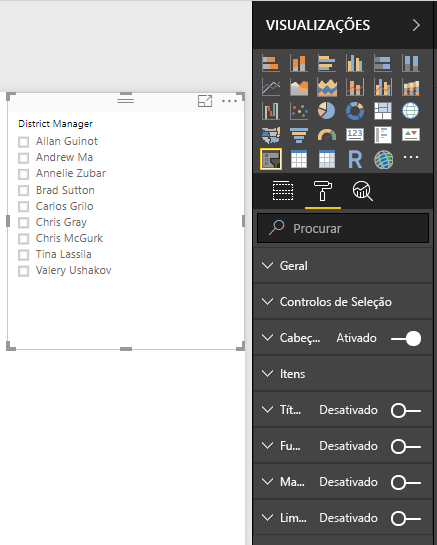 District Manager
Allan Guinot
Andrew Ma
Annelie Zubar
Brad Sutton
Carlos Grilo
Chris Gray
Chris McGurk
Tina Lassila
Valery Ushakov
VISUALIZAÇÕES
123
R
Procurar
Geral
Controlos de Seleção
Cabeç... Ativado
Itens
Tít... Desativado
Fu... Desativado
Ma... Desativado
Lim... Desativado